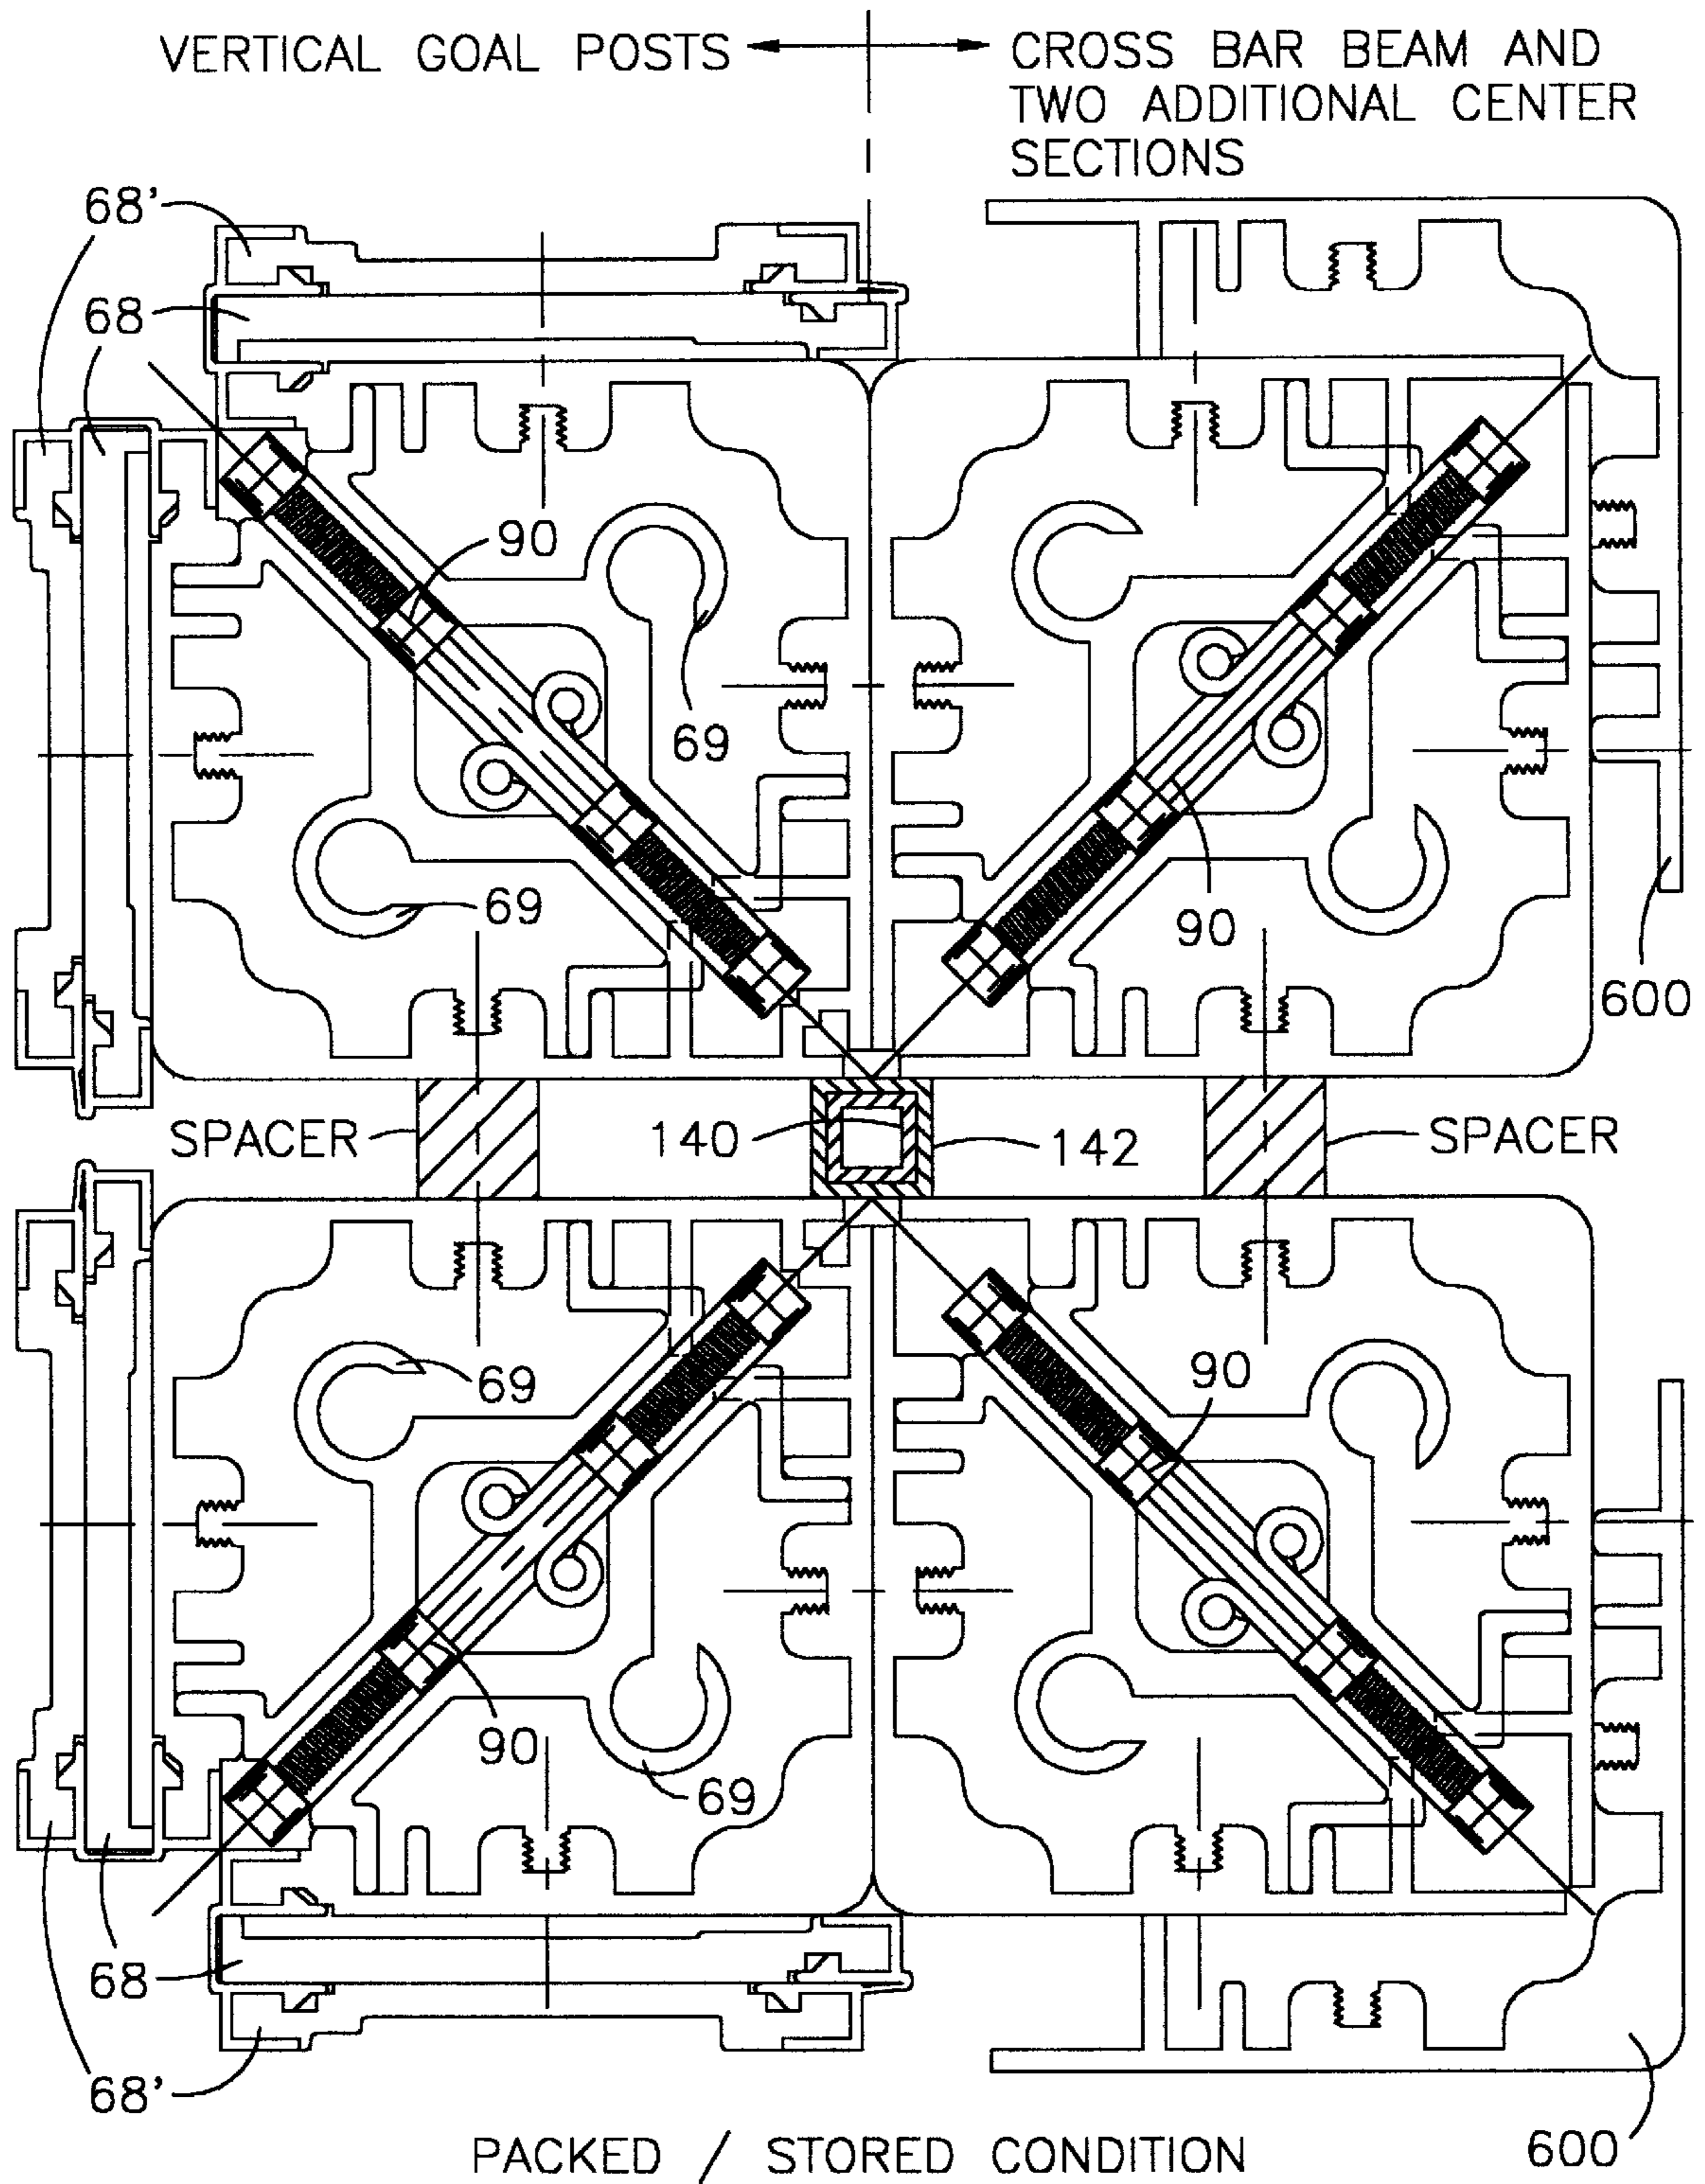 VERTICAL GOAL POSTS
CROSS BAR BEAM AND
TWO ADDITIONAL CENTER
SECTIONS
68'
68
90
69
69
90
600
SPACER
140
142
SPACER
69
90
90
69
68
68'
600
PACKED / STORED CONDITION